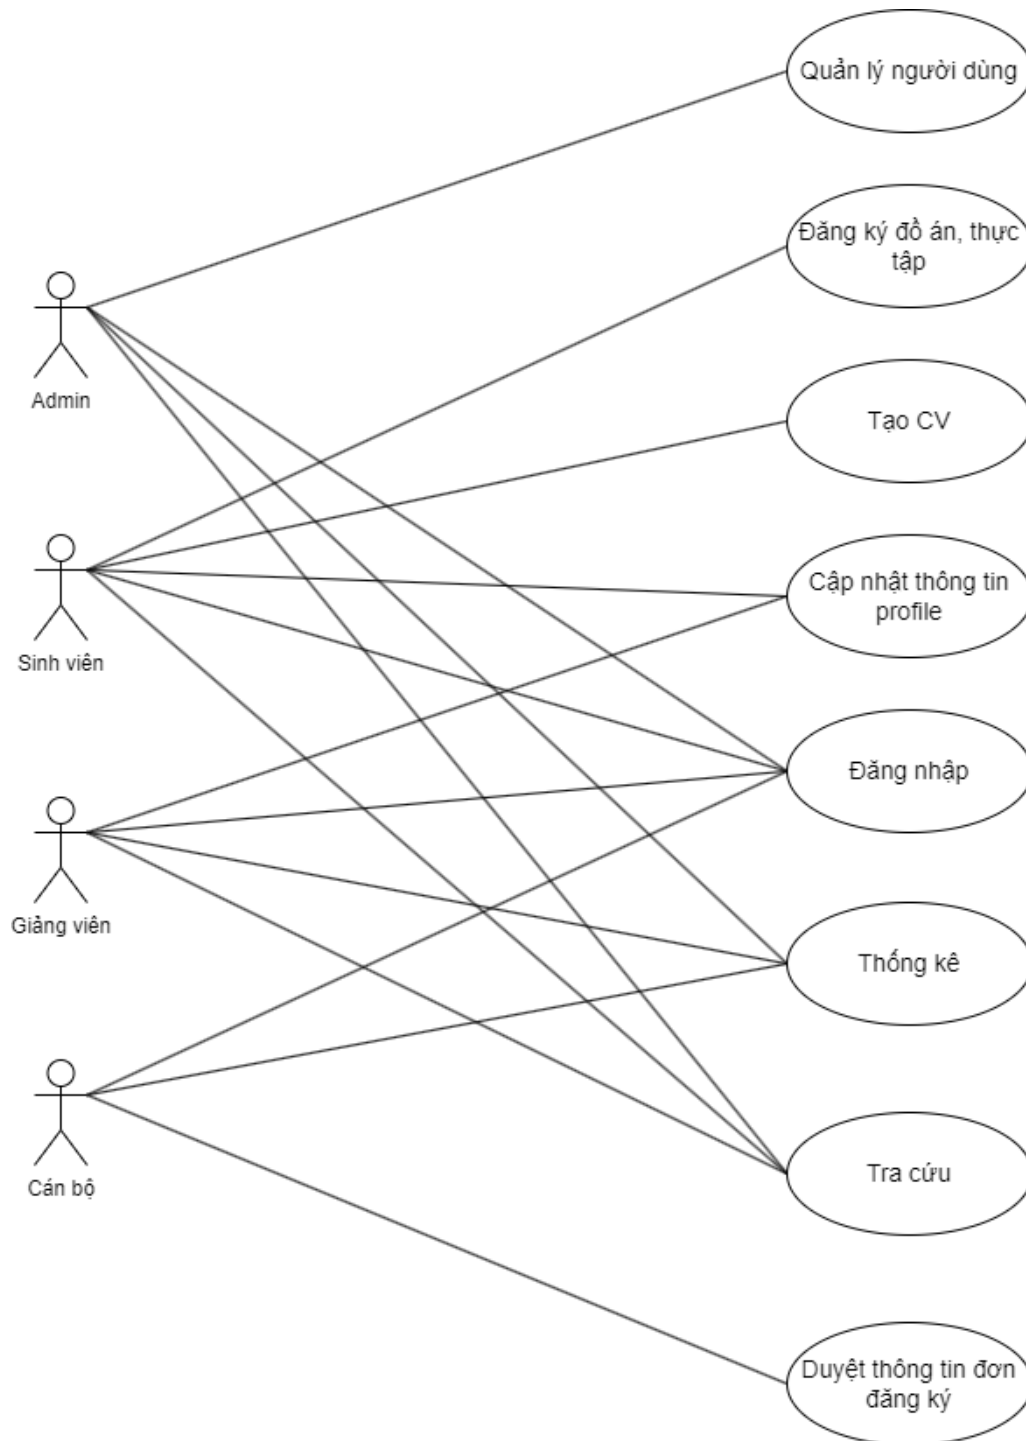 Quản lý người dùng
Đăng ký đồ án, thực
tập
Admin
Tạo CV
Sinh viên
Cập nhật thông tin
profile
Đăng nhập
Giảng viên
Thống kê
Cán bộ
Tra cứu
Duyệt thông tin đơn
đăng ký